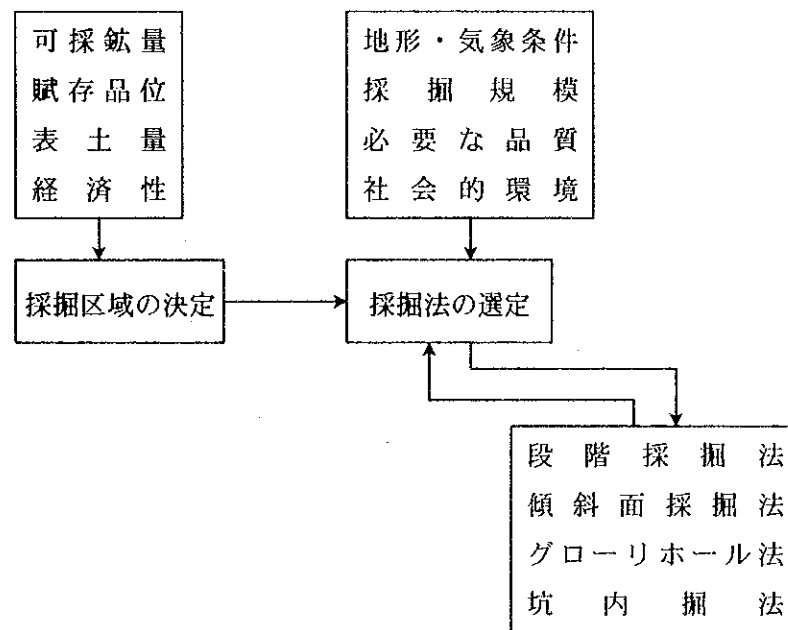 可採鉱量
賦存品位
表土量
経済性
地形・気象条件
採掘規模
必要な品質
社会的環境
採掘区域の決定
採掘法の選定
段階採掘法
傾斜面採掘法
グローリホール法
坑内掘法